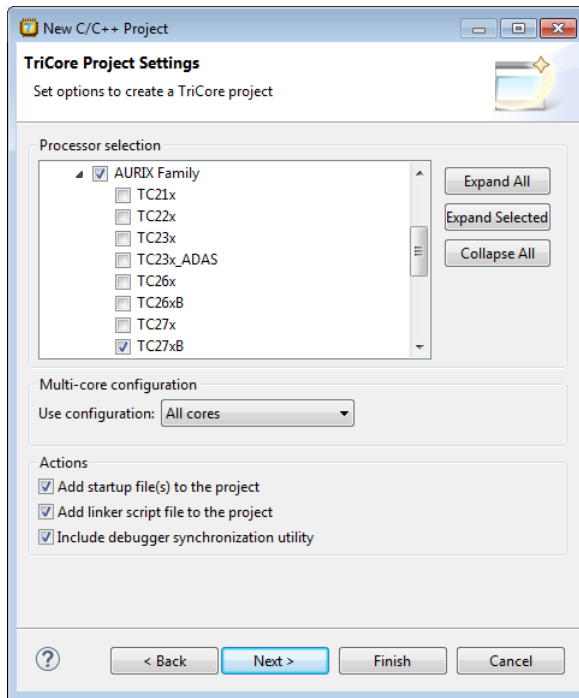 New C/C++ Project
TriCore Project Settings
Set options to create a TriCore project
Processor selection
AURIX Family
TC21x
TC22x
TC23x
TC23x_ADAS
TC26x
TC26xB
TC27x
TC27xB
Expand All
Expand Selected
Collapse All
Multi-core configuration
Use configuration: All cores
Actions
Add startup file(s) to the project
Add linker script file to the project
Include debugger synchronization utility
? < Back Next > Finish Cancel